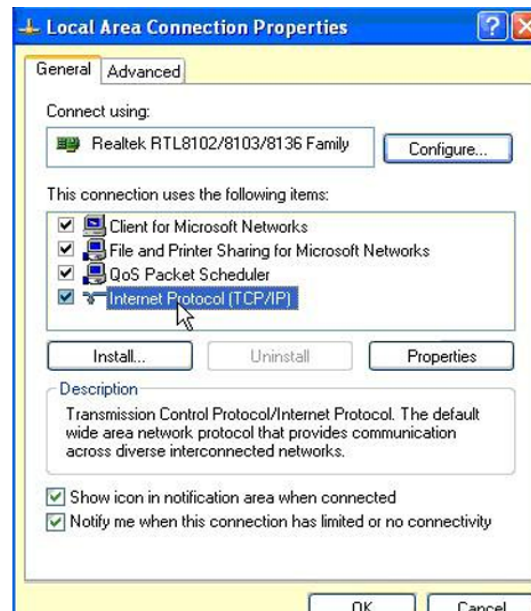 Local Area Connection Properties
General Advanced
Connect using:
Realtek RTL8102/8103/8136 Family Configure...
This connection uses the following items:
Client for Microsoft Networks
File and Printer Sharing for Microsoft Networks
QoS Packet Scheduler
Internet Protocol (TCP/IP)
Install... Uninstall Properties
Description
Transmission Control Protocol/Internet Protocol. The default
wide area network protocol that provides communication
across diverse interconnected networks.
Show icon in notification area when connected
Notify me when this connection has limited or no connectivity
OK Cancel